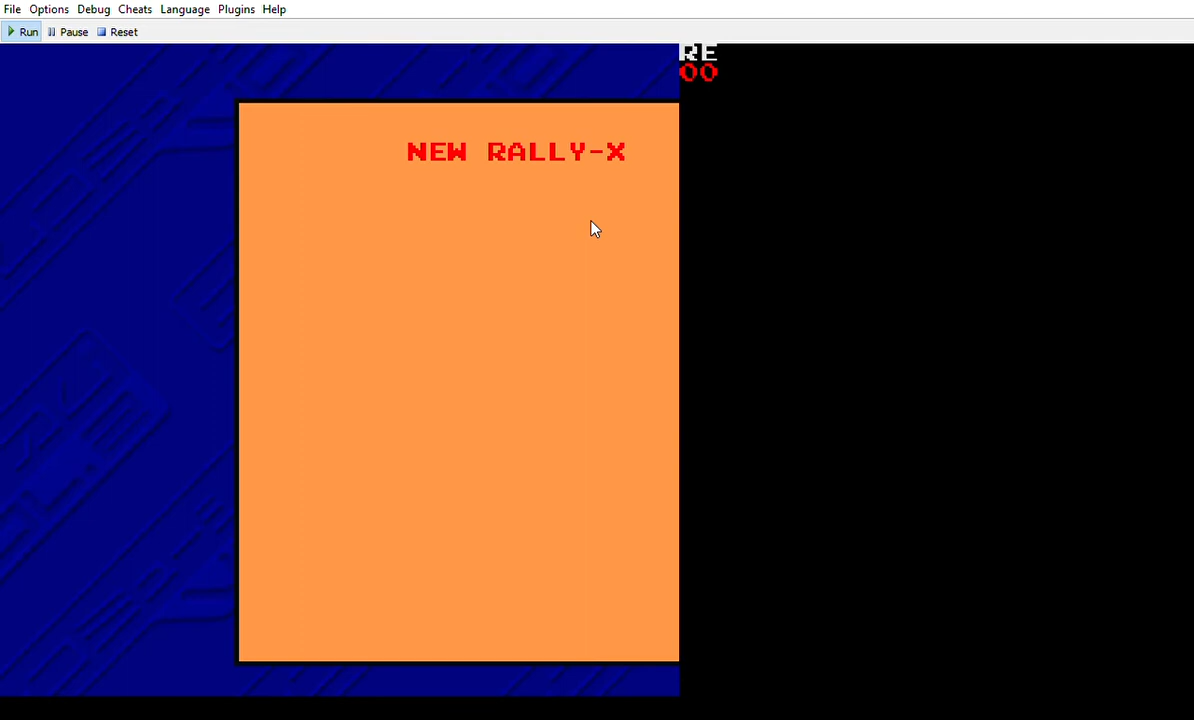 File Options Debug Cheats Language Plugins Help
Run Pause Reset
RE
00
NEW RALLY-X